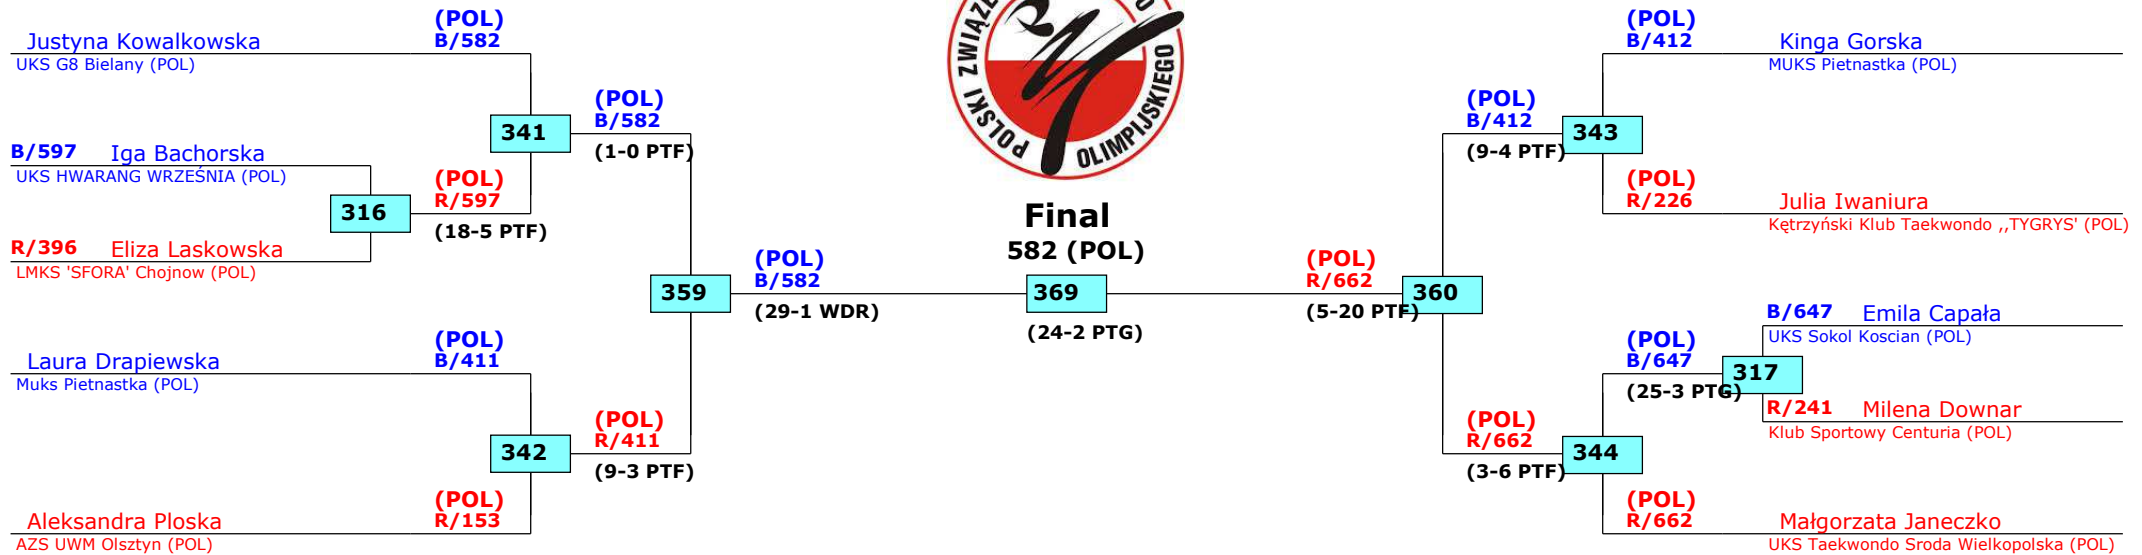 (POL)
B/582
Justyna Kowalkowska
UKS G8 Bielany (POL)
341
(POL)
B/582
(1-0 PTF)
B/597 Iga Bachorska
UKS HWARANG WRZEŚNIA (POL)
316
(POL)
R/597
(18-5 PTF)
R/396 Eliza Laskowska
LMKS 'SFORA' Chojnow (POL)
359
(POL)
B/582
(29-1 WDR)
(POL)
B/411
Laura Drapiewska
Muks Pietnastka (POL)
342
(POL)
R/411
(9-3 PTF)
(POL)
R/153
Aleksandra Ploska
AZS UWM Olsztyn (POL)
POLSKI ZWIĄZE
OLIMPIJSKIEGO
Final
582 (POL)
369
(24-2 PTG)
(POL)
R/662
(5-20 PTF)
360
(POL)
B/412
(9-4 PTF)
343
(POL)
B/412
Kinga Gorska
MUKS Pietnastka (POL)
(POL)
R/226
Julia Iwaniura
Kętrzyński Klub Taekwondo ,,TYGRYS' (POL)
B/647 Emila Capała
UKS Sokol Koscian (POL)
(POL)
B/647
(25-3 PTG)
317
R/241 Milena Downar
Klub Sportowy Centuria (POL)
(POL)
R/662
(3-6 PTF)
344
(POL)
R/662
Małgorzata Janeczko
UKS Taekwondo Sroda Wielkopolska (POL)